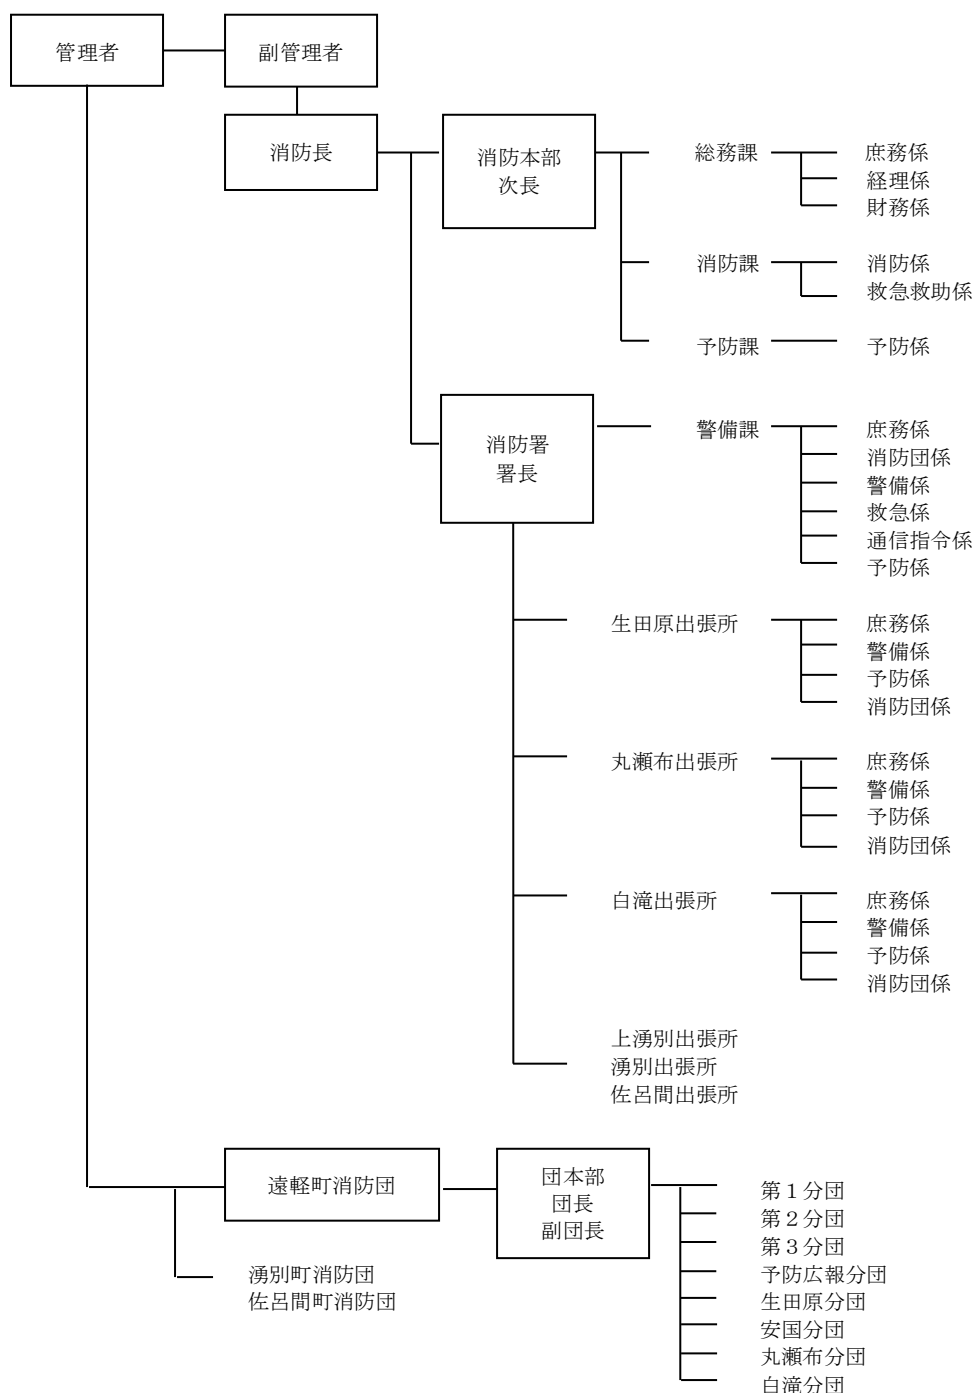 管理者
副管理者
消防長
消防本部
次長
総務課
庶務係
経理係
財務係
消防課
消防係
救急救助係
予防課
予防係
消防署
署長
警備課
庶務係
消防団係
警備係
救急係
通信指令係
予防係
生田原出張所
庶務係
警備係
予防係
消防団係
丸瀬布出張所
庶務係
警備係
予防係
消防団係
白滝出張所
庶務係
警備係
予防係
消防団係
上湧別出張所
湧別出張所
佐呂間出張所
遠軽町消防団
団本部
団長
副団長
第１分団
第２分団
第３分団
予防広報分団
生田原分団
安国分団
丸瀬布分団
白滝分団
湧別町消防団
佐呂間町消防団